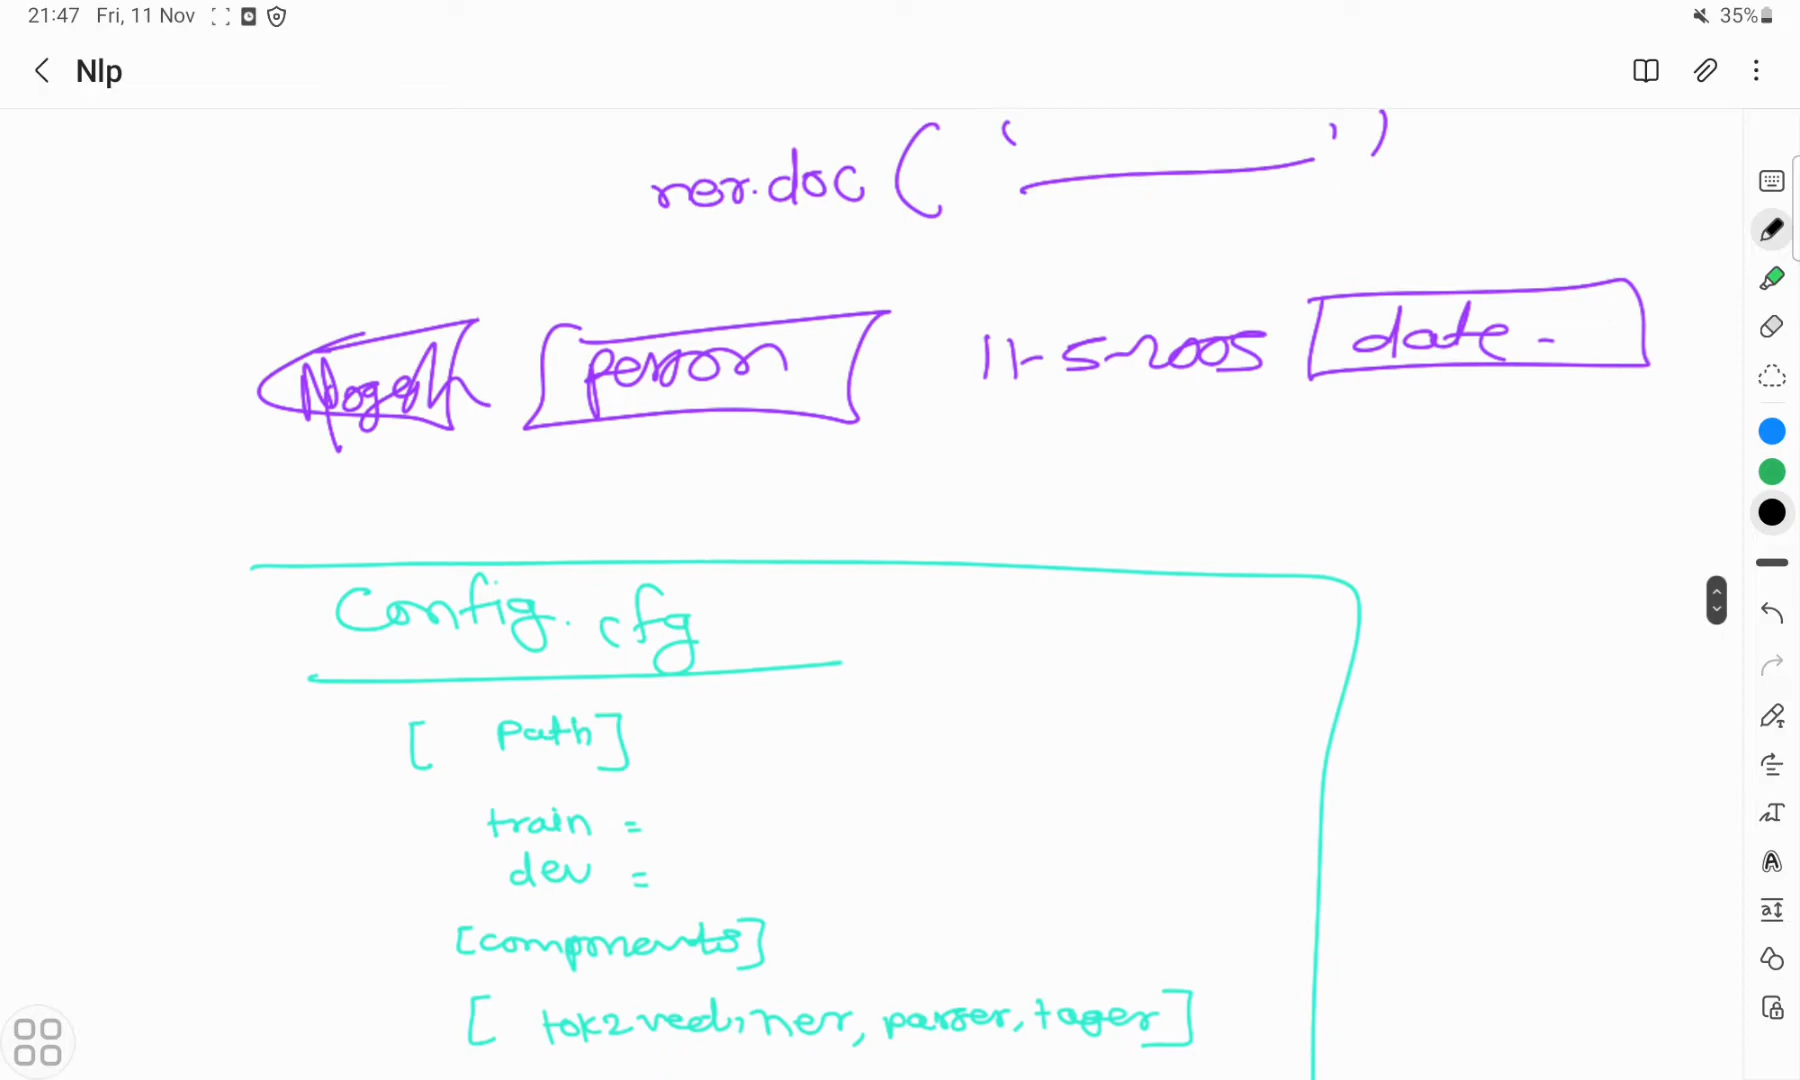 21:47 Fri, 11 Nov 35%
Nlp
ner.doc ( ' ' )
person 11-5-2005 date -
Config.cfg
[ Path]
train =
dev =
[components]
[ tok2vec, ner, parser, tager]